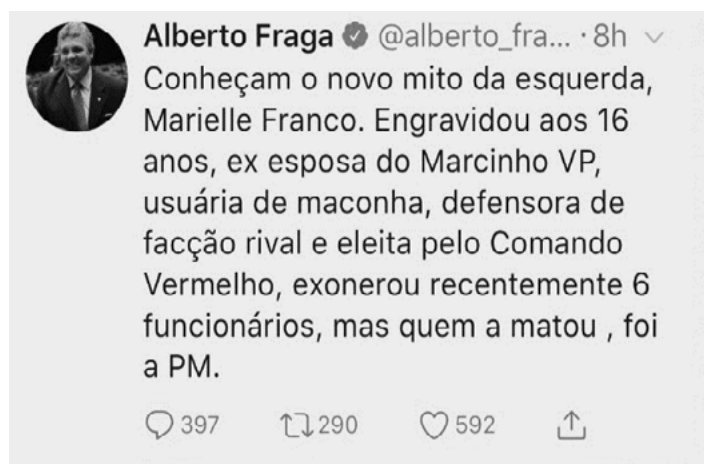 Alberto Fraga @alberto_fra... · 8h
Conheçam o novo mito da esquerda,
Marielle Franco. Engravidou aos 16
anos, ex esposa do Marcinho VP,
usuária de maconha, defensora de
facção rival e eleita pelo Comando
Vermelho, exonerou recentemente 6
funcionários, mas quem a matou , foi
a PM.
397 290 592